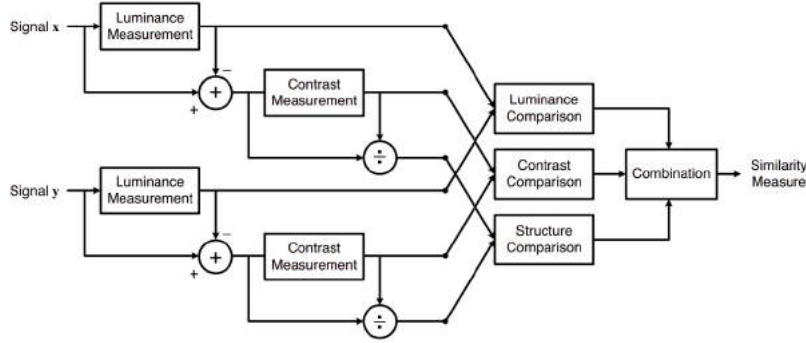 Signal x
Luminance
Measurement
−
+
+
Contrast
Measurement
÷
Luminance
Comparison
Signal y
Luminance
Measurement
Contrast
Comparison
Combination
Similarity
Measure
−
+
+
Contrast
Measurement
÷
Structure
Comparison